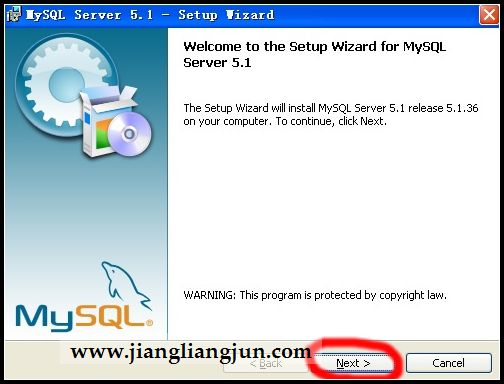 MySQL Server 5.1 - Setup Wizard
Welcome to the Setup Wizard for MySQL
Server 5.1
The Setup Wizard will install MySQL Server 5.1 release 5.1.36
on your computer. To continue, click Next.
WARNING: This program is protected by copyright law.
MySQL®
www.jiangliangjun.com
< Back
Next >
Cancel